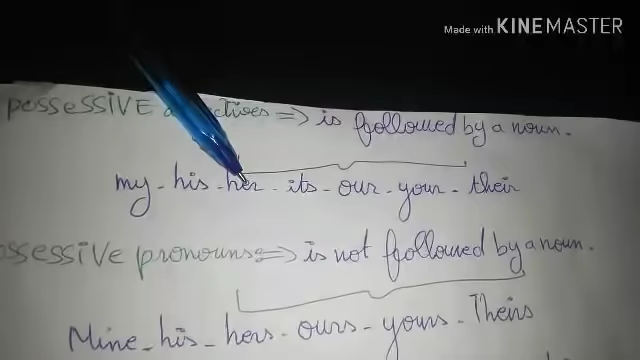 Made with KINEMASTER
POSSESSIVE adjectives => is followed by a noun.
my - his - her - its - our - your - their
ossessive pronouns => is not followed by a noun.
Mine - his - hers - ours - yours - Theirs